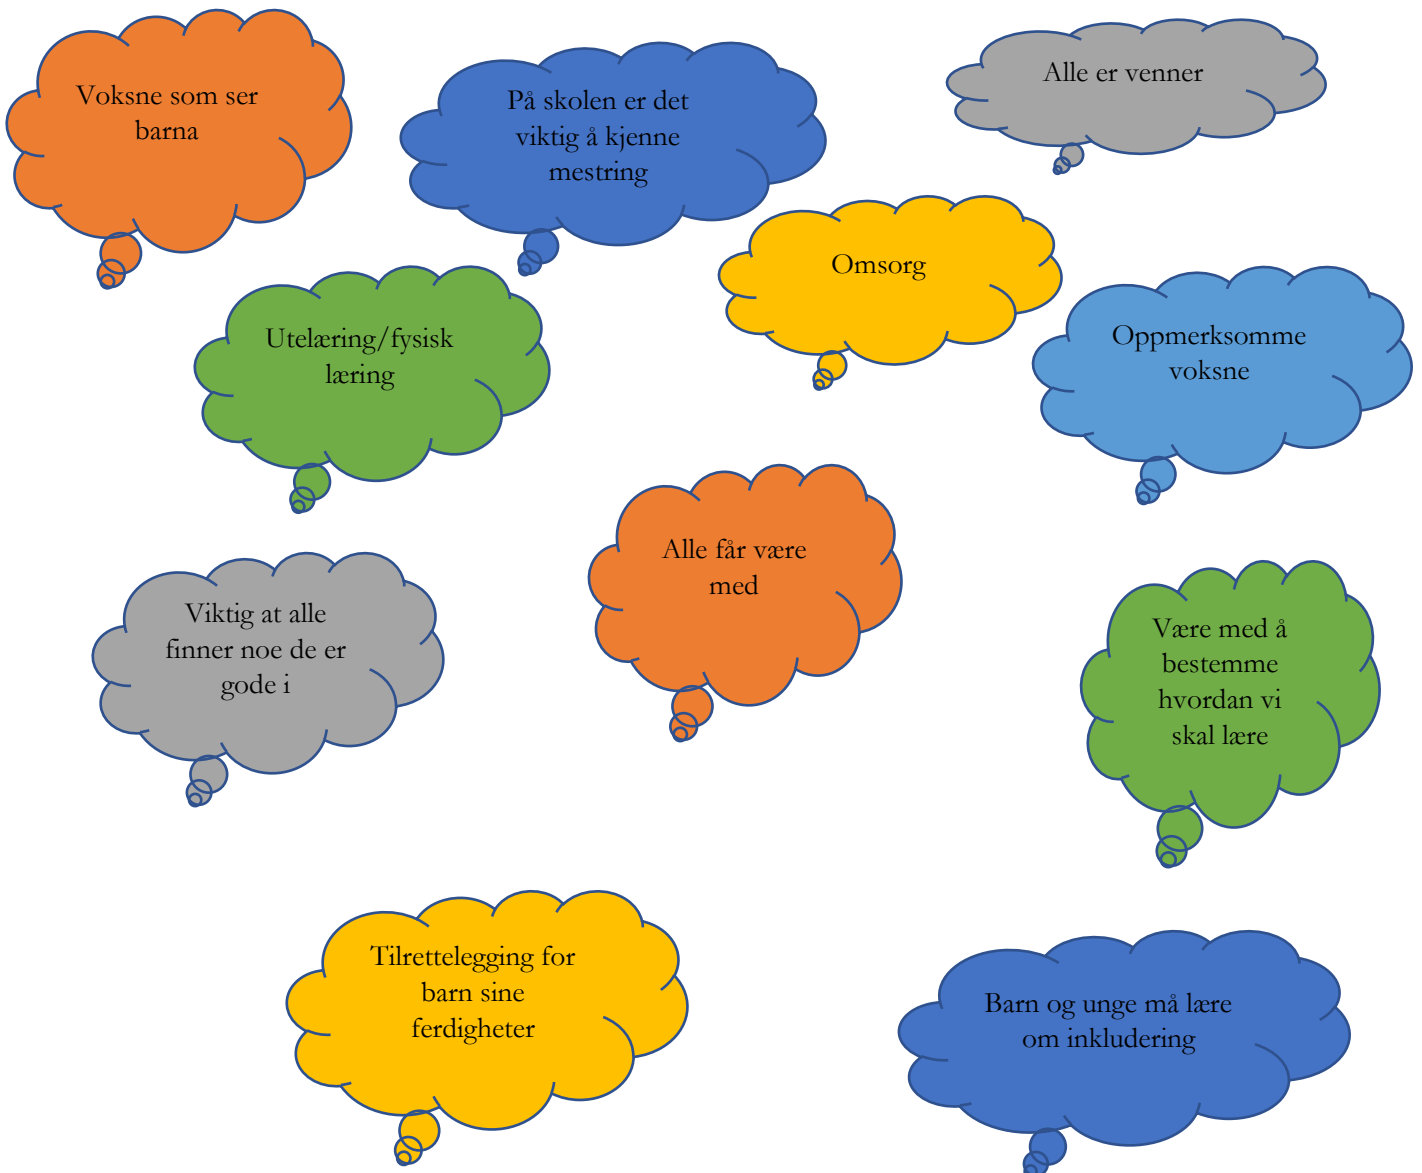 Voksne som ser
barna
På skolen er det
viktig å kjenne
mestring
Alle er venner
Omsorg
Utelæring/fysisk
læring
Oppmerksomme
voksne
Alle får være
med
Viktig at alle
finner noe de er
gode i
Være med å
bestemme
hvordan vi
skal lære
Tilrettelegging for
barn sine
ferdigheter
Barn og unge må lære
om inkludering